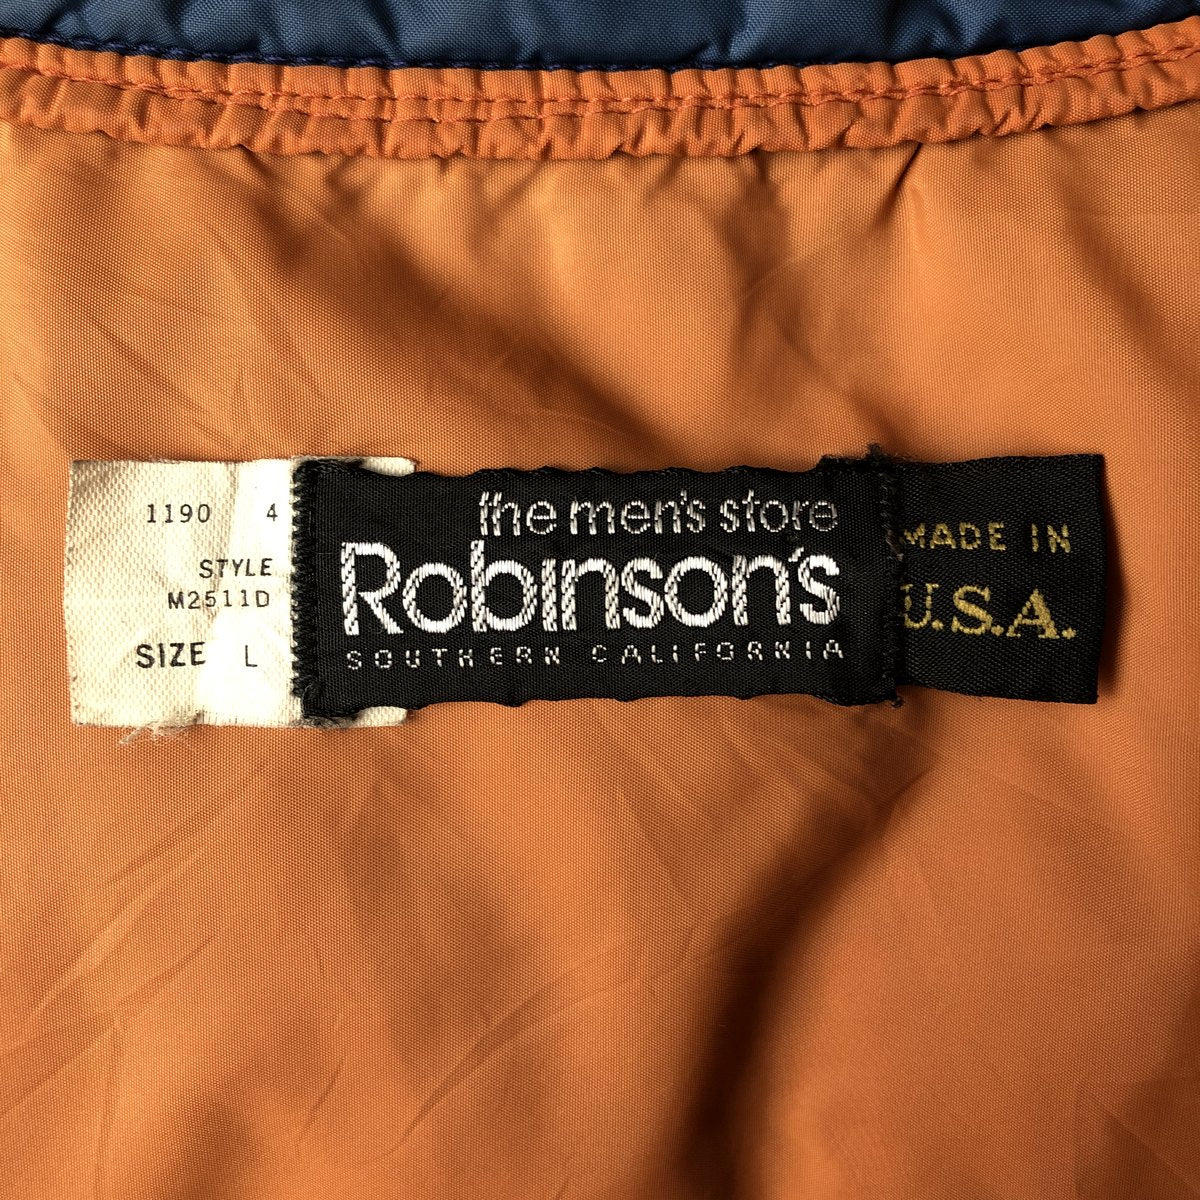 1190 4
STYLE
M2511D
SIZE L
the men's store
Robinson's
SOUTHERN CALIFORNIA
MADE IN
U.S.A.